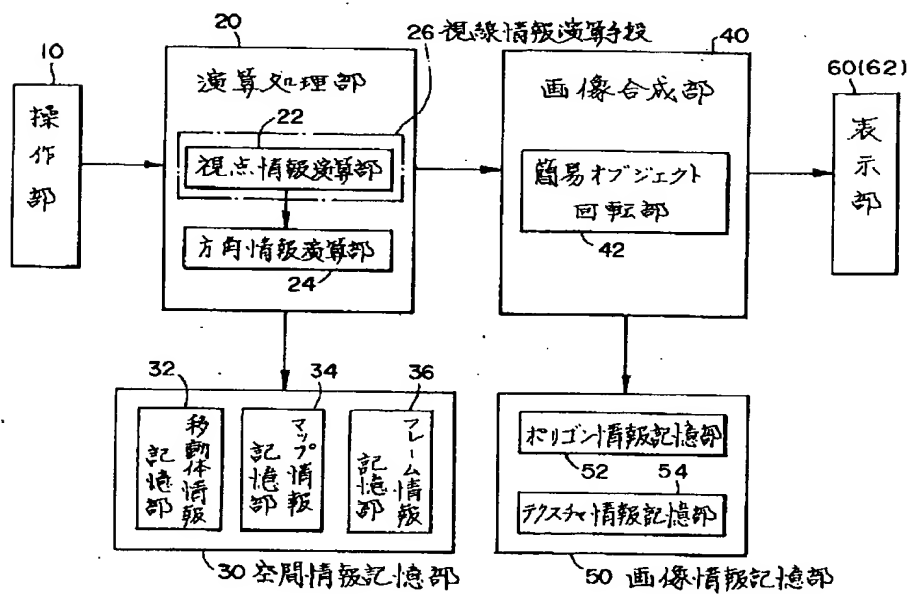 10
操作部
20
演算処理部
22
視点情報演算部
方角情報演算部
24
26 視線情報演算手段
40
画像合成部
簡易オブジェクト
回転部
42
60(62)
表示部
32
移動体情報
記憶部
34
マップ情報
記憶部
36
フレーム情報
記憶部
30 空間情報記憶部
ポリゴン情報記憶部
52
54
テクスチャ情報記憶部
50 画像情報記憶部